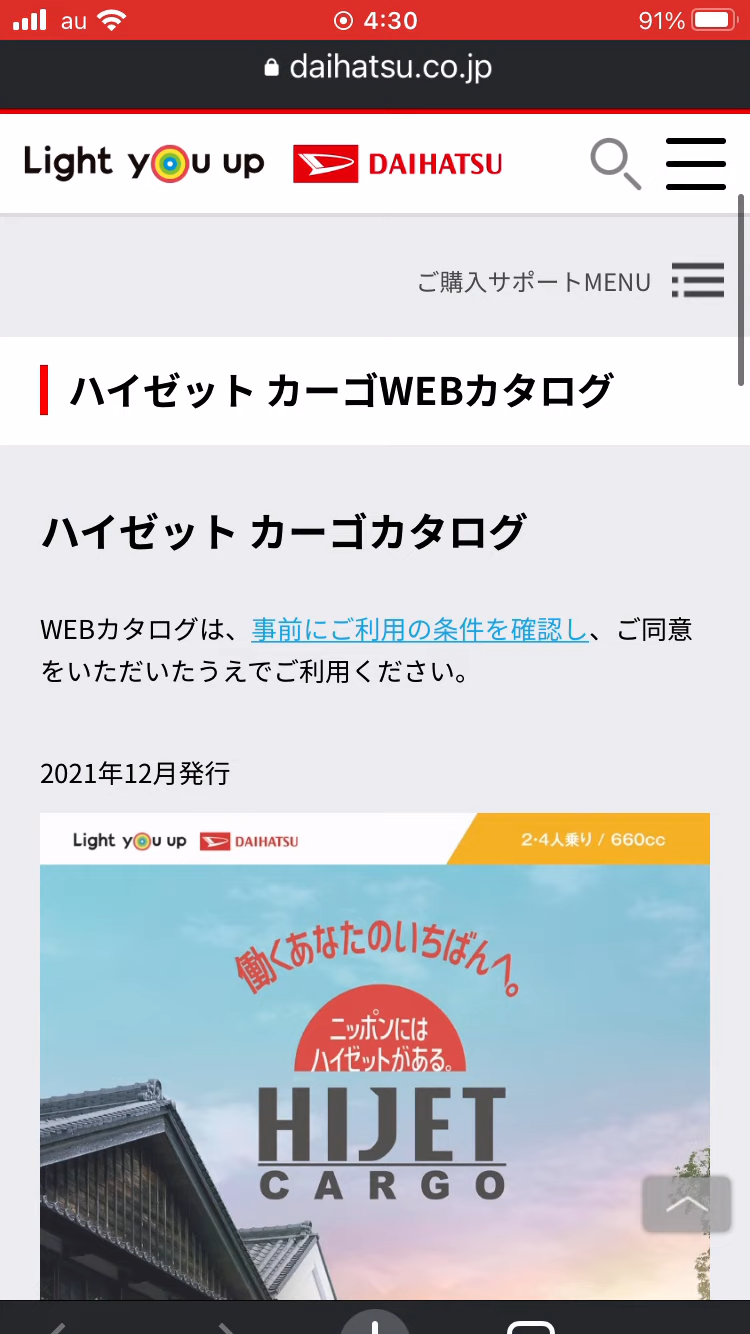 au 4:30 91%
daihatsu.co.jp
Light you up DAIHATSU
ご購入サポートMENU
ハイゼット カーゴWEBカタログ
ハイゼット カーゴカタログ
WEBカタログは、事前にご利用の条件を確認し、ご同意
をいただいたうえでご利用ください。
2021年12月発行
Light you up DAIHATSU 2・4人乗り / 660cc
働くあなたのいちばんへ。
ニッポンには
ハイゼットがある。
HIJET
CARGO